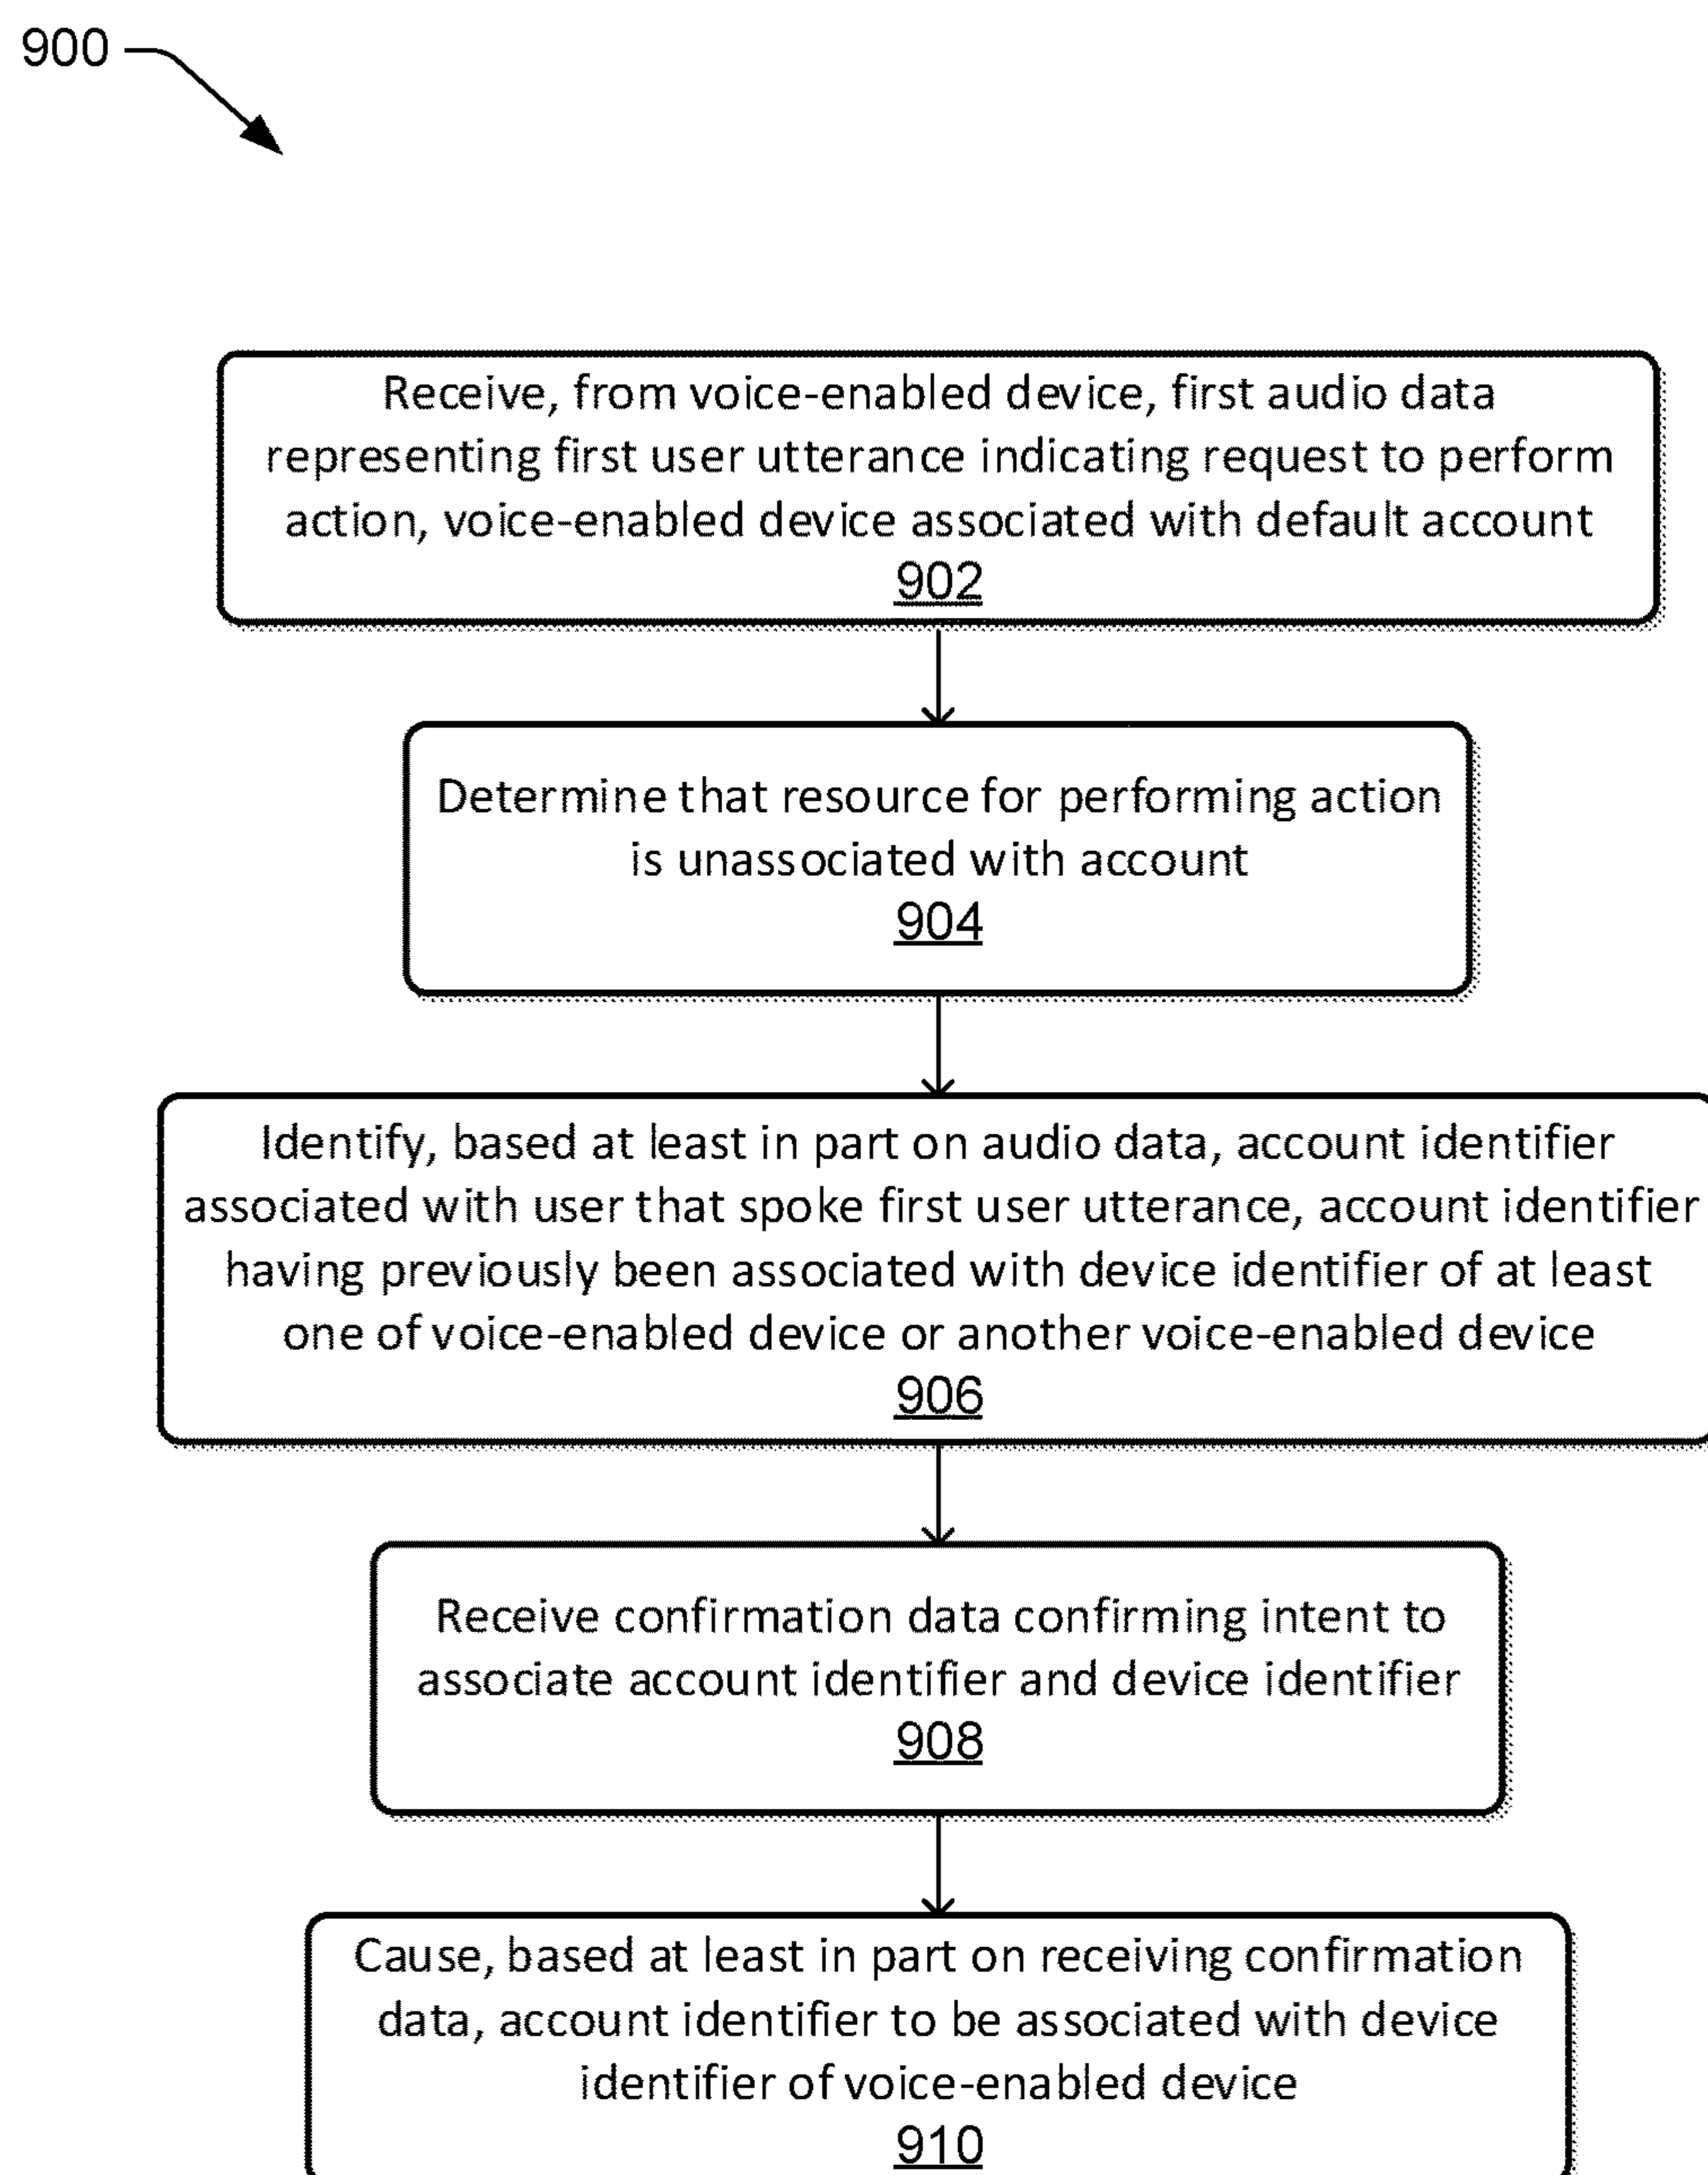 900
Receive, from voice-enabled device, first audio data
representing first user utterance indicating request to perform
action, voice-enabled device associated with default account
902
Determine that resource for performing action
is unassociated with account
904
Identify, based at least in part on audio data, account identifier
associated with user that spoke first user utterance, account identifier
having previously been associated with device identifier of at least
one of voice-enabled device or another voice-enabled device
906
Receive confirmation data confirming intent to
associate account identifier and device identifier
908
Cause, based at least in part on receiving confirmation
data, account identifier to be associated with device
identifier of voice-enabled device
910